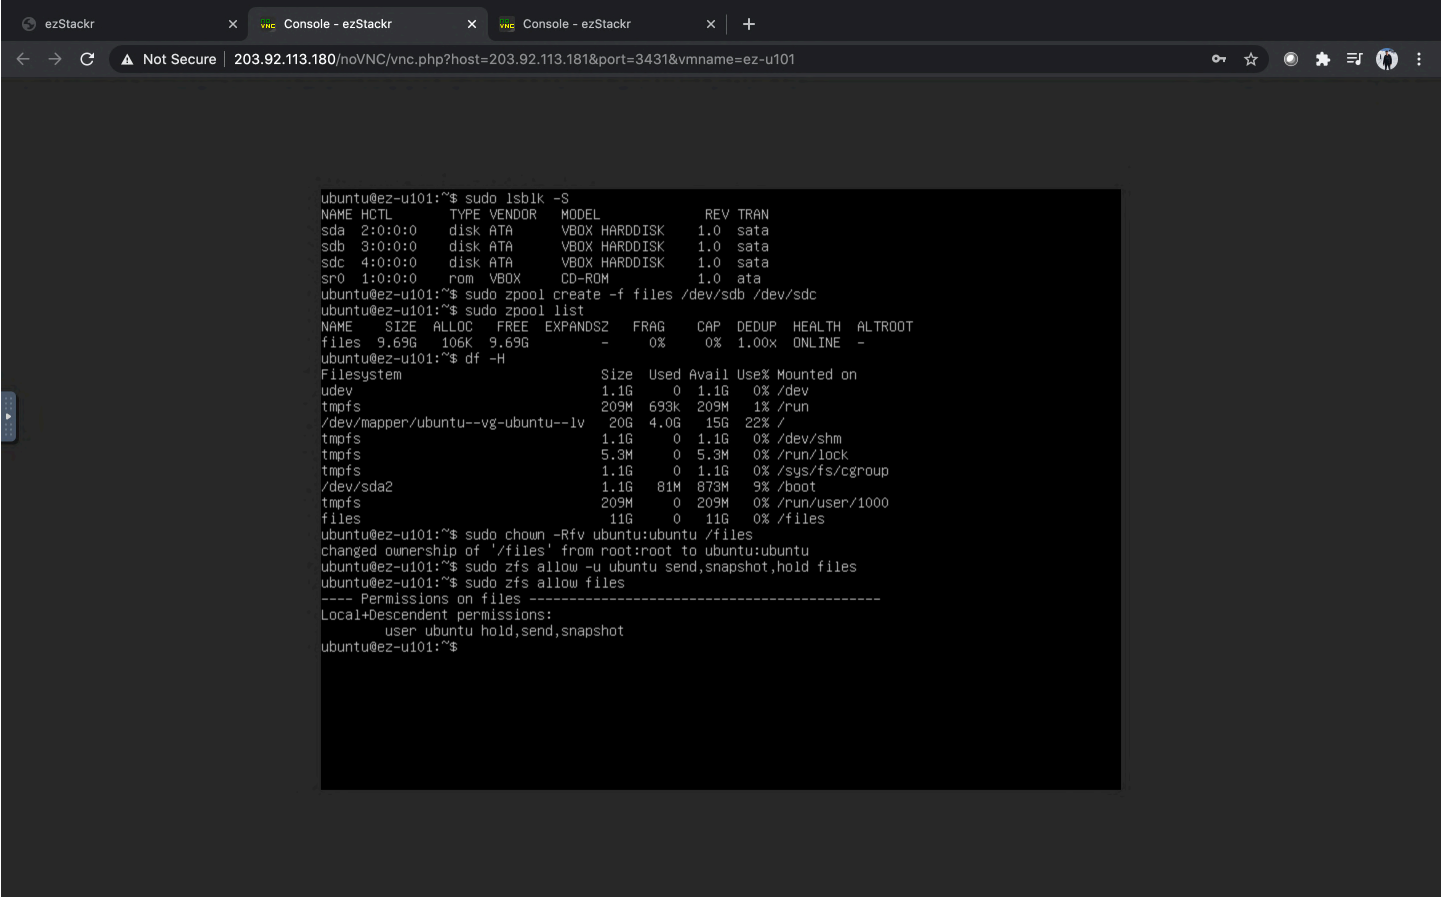 ezStackr
VNC Console - ezStackr
VNC Console - ezStackr
Not Secure 203.92.113.180/noVNC/vnc.php?host=203.92.113.181&port=3431&vmname=ez-u101
ubuntu@ez-u101:~$ sudo lsblk -S
NAME HCTL TYPE VENDOR MODEL REV TRAN
sda 2:0:0:0 disk ATA VBOX HARDDISK 1.0 sata
sdb 3:0:0:0 disk ATA VBOX HARDDISK 1.0 sata
sdc 4:0:0:0 disk ATA VBOX HARDDISK 1.0 sata
sr0 1:0:0:0 rom VBOX CD-ROM 1.0 ata
ubuntu@ez-u101:~$ sudo zpool create -f files /dev/sdb /dev/sdc
ubuntu@ez-u101:~$ sudo zpool list
NAME SIZE ALLOC FREE EXPANDSZ FRAG CAP DEDUP HEALTH ALTROOT
files 9.69G 106K 9.69G - 0% 0% 1.00x ONLINE -
ubuntu@ez-u101:~$ df -H
Filesystem Size Used Avail Use% Mounted on
udev 1.1G 0 1.1G 0% /dev
tmpfs 209M 693k 209M 1% /run
/dev/mapper/ubuntu--vg-ubuntu--lv 20G 4.0G 15G 22% /
tmpfs 1.1G 0 1.1G 0% /dev/shm
tmpfs 5.3M 0 5.3M 0% /run/lock
tmpfs 1.1G 0 1.1G 0% /sys/fs/cgroup
/dev/sda2 1.1G 81M 873M 9% /boot
tmpfs 209M 0 209M 0% /run/user/1000
files 11G 0 11G 0% /files
ubuntu@ez-u101:~$ sudo chown -Rfv ubuntu:ubuntu /files
changed ownership of '/files' from root:root to ubuntu:ubuntu
ubuntu@ez-u101:~$ sudo zfs allow -u ubuntu send,snapshot,hold files
ubuntu@ez-u101:~$ sudo zfs allow files
---- Permissions on files --------------------------------------------
Local+Descendent permissions:
user ubuntu hold,send,snapshot
ubuntu@ez-u101:~$